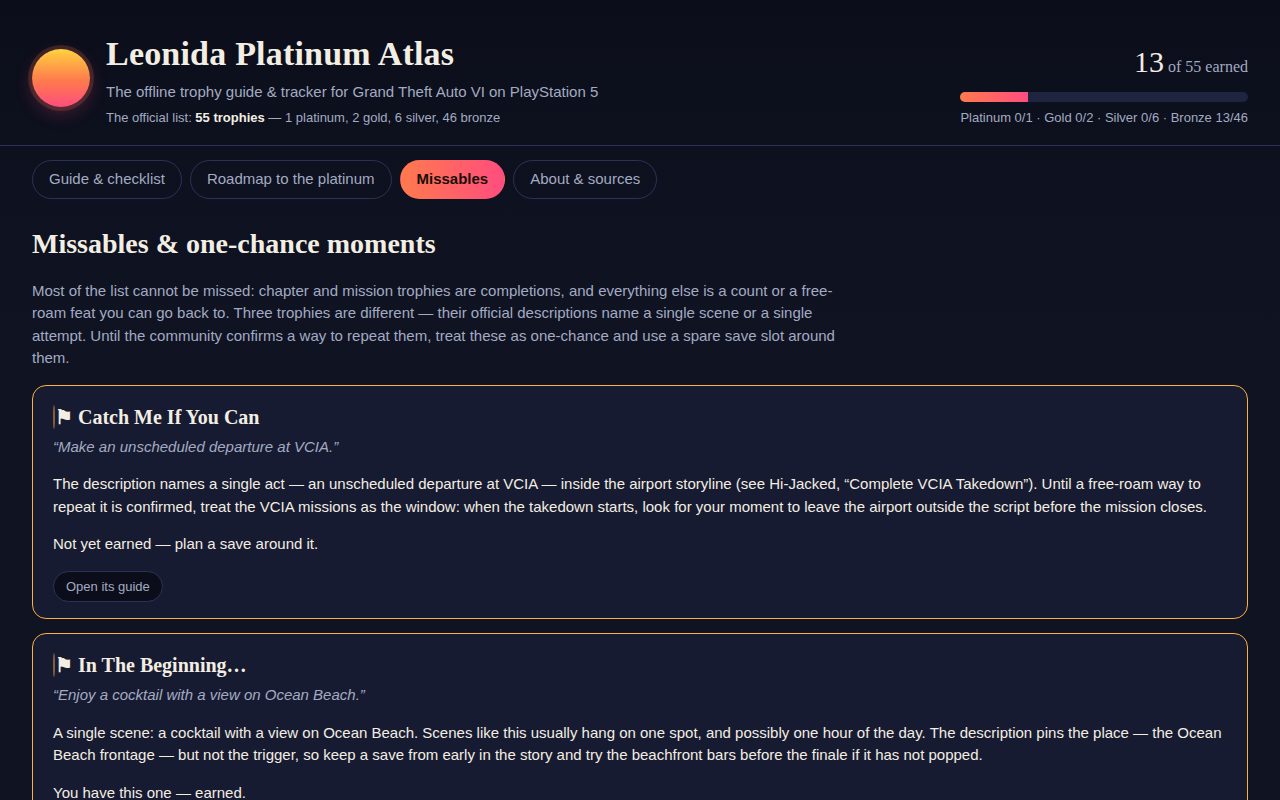 Leonida Platinum Atlas
The offline trophy guide & tracker for Grand Theft Auto VI on PlayStation 5
The official list: 55 trophies — 1 platinum, 2 gold, 6 silver, 46 bronze
13 of 55 earned
Platinum 0/1 · Gold 0/2 · Silver 0/6 · Bronze 13/46
Guide & checklist
Roadmap to the platinum
Missables
About & sources
Missables & one-chance moments
Most of the list cannot be missed: chapter and mission trophies are completions, and everything else is a count or a free-
roam feat you can go back to. Three trophies are different — their official descriptions name a single scene or a single
attempt. Until the community confirms a way to repeat them, treat these as one-chance and use a spare save slot around
them.
⚑ Catch Me If You Can
“Make an unscheduled departure at VCIA.”
The description names a single act — an unscheduled departure at VCIA — inside the airport storyline (see Hi-Jacked, “Complete VCIA Takedown”). Until a free-roam way to
repeat it is confirmed, treat the VCIA missions as the window: when the takedown starts, look for your moment to leave the airport outside the script before the mission closes.
Not yet earned — plan a save around it.
Open its guide
⚑ In The Beginning…
“Enjoy a cocktail with a view on Ocean Beach.”
A single scene: a cocktail with a view on Ocean Beach. Scenes like this usually hang on one spot, and possibly one hour of the day. The description pins the place — the Ocean
Beach frontage — but not the trigger, so keep a save from early in the story and try the beachfront bars before the finale if it has not popped.
You have this one — earned.